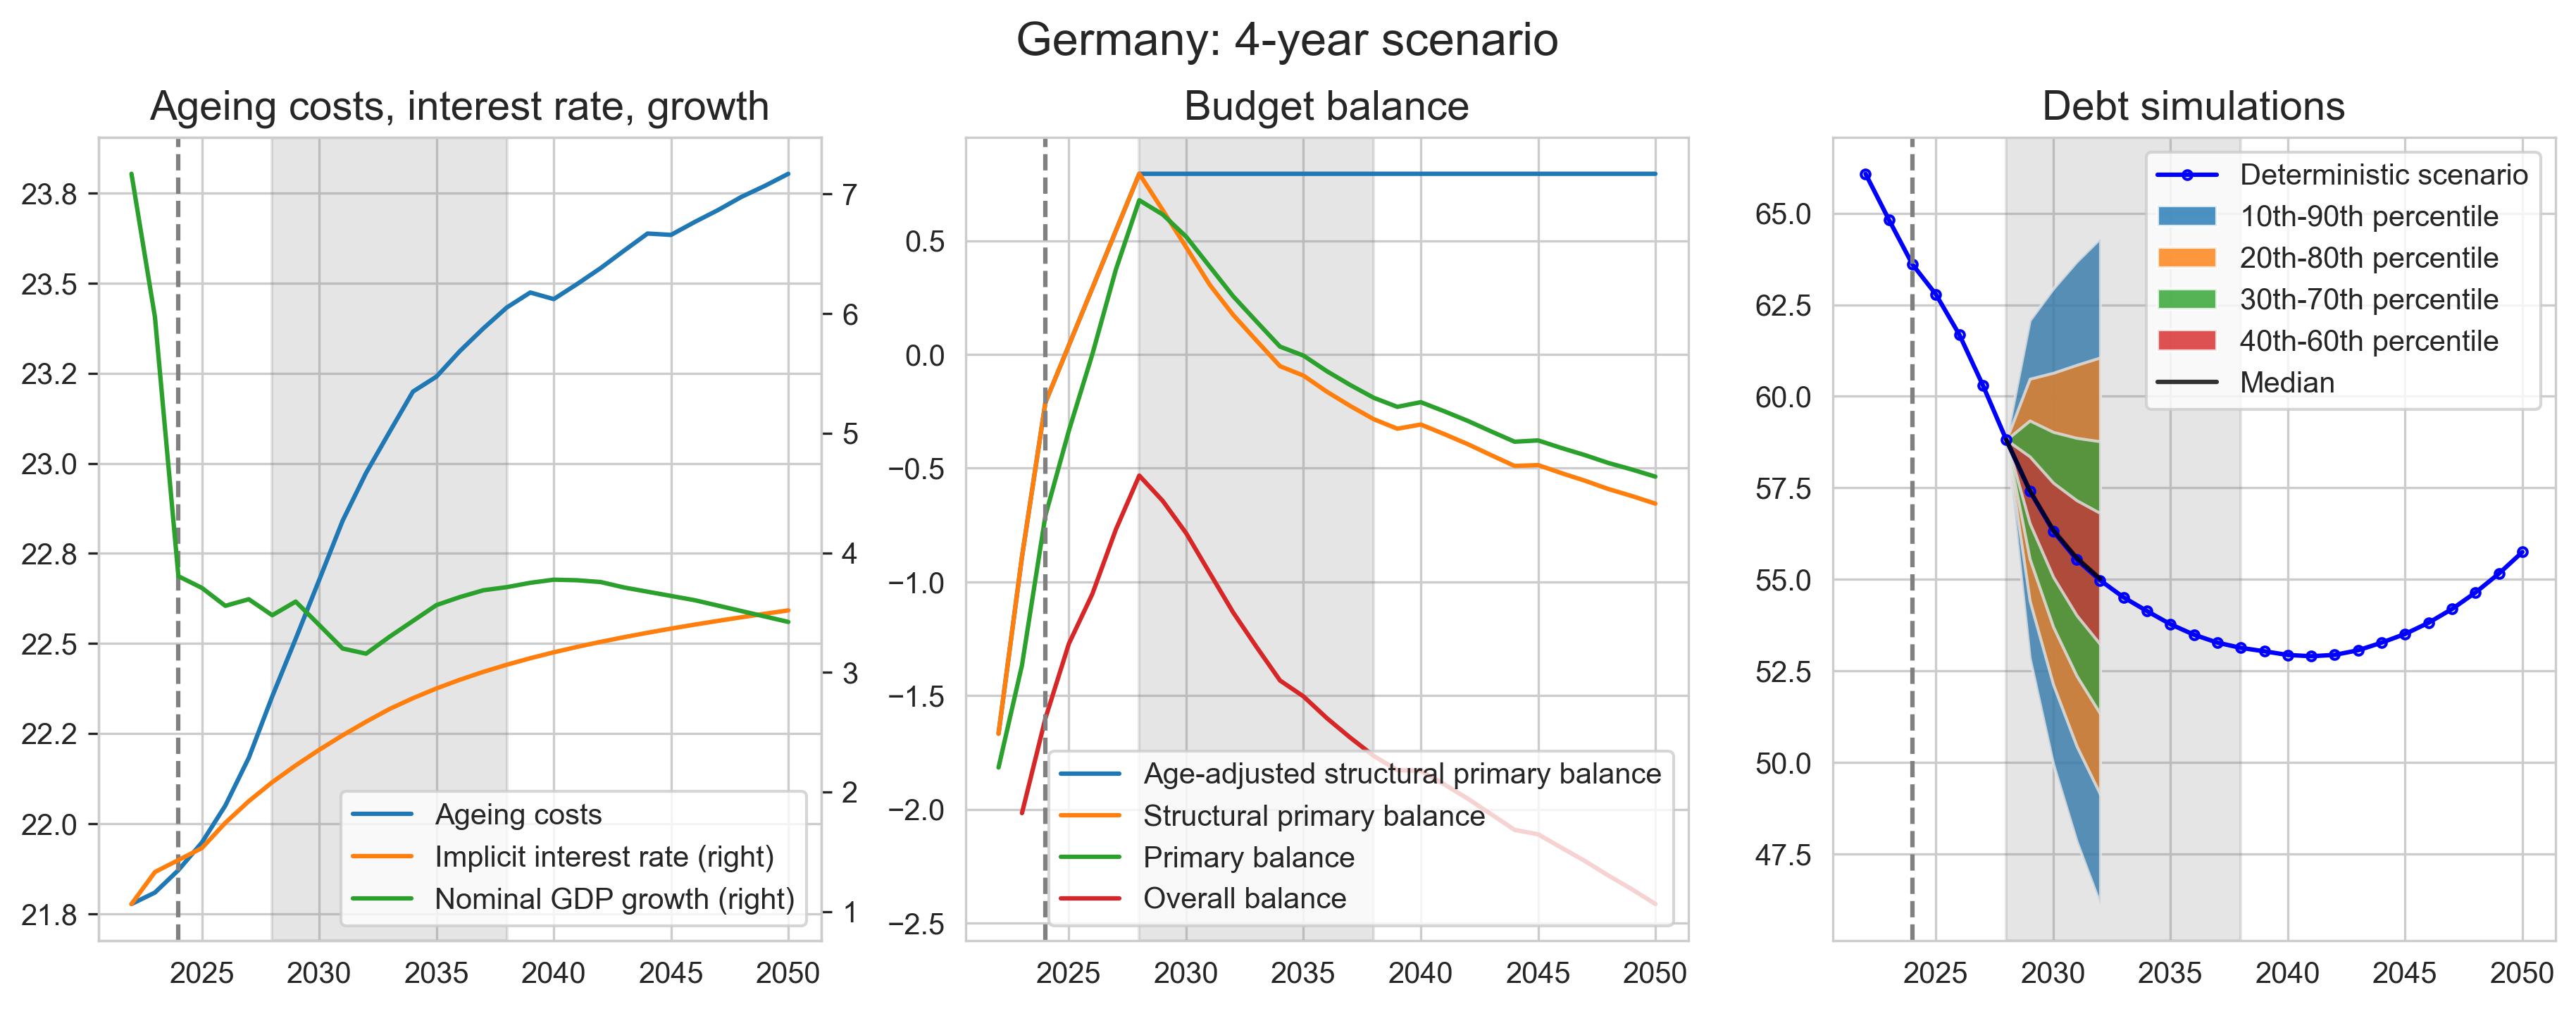 Germany: 4-year scenario
Ageing costs, interest rate, growth
23.8
23.5
23.2
23.0
22.8
22.5
22.2
22.0
21.8
7
6
5
4
3
2
1
Ageing costs
Implicit interest rate (right)
Nominal GDP growth (right)
2025 2030 2035 2040 2045 2050
Budget balance
0.5
0.0
−0.5
−1.0
−1.5
−2.0
−2.5
Age-adjusted structural primary balance
Structural primary balance
Primary balance
Overall balance
2025 2030 2035 2040 2045 2050
Debt simulations
65.0
62.5
60.0
57.5
55.0
52.5
50.0
47.5
Deterministic scenario
10th-90th percentile
20th-80th percentile
30th-70th percentile
40th-60th percentile
Median
2025 2030 2035 2040 2045 2050